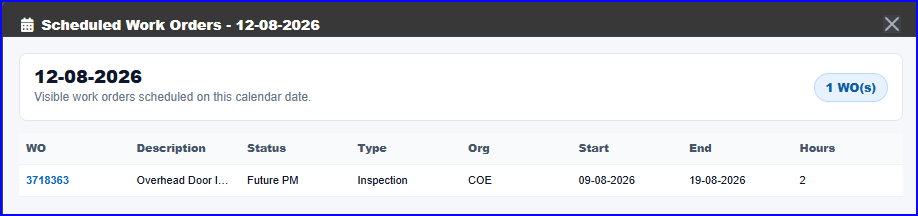 Scheduled Work Orders - 12-08-2026
12-08-2026
Visible work orders scheduled on this calendar date.
1 WO(s)
WO Description Status Type Org Start End Hours
3718363 Overhead Door I... Future PM Inspection COE 09-08-2026 19-08-2026 2